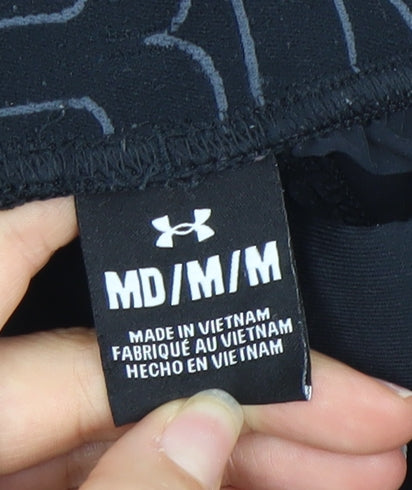 MD/M/M
MADE IN VIETNAM
FABRIQUÉ AU VIETNAM
HECHO EN VIETNAM